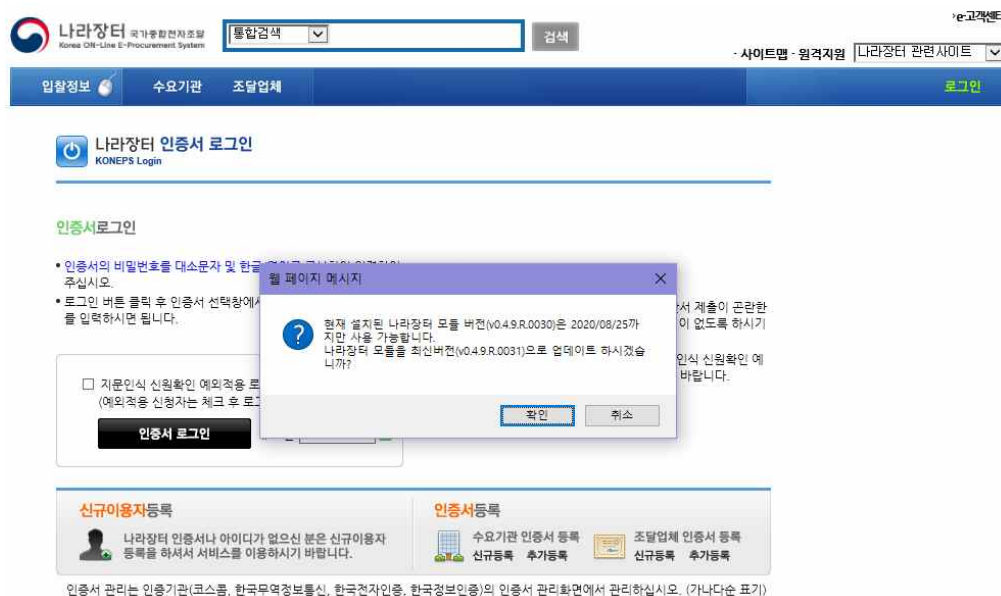 e-고객센터
나라장터 국가종합전자조달
Korea ON-Line E-Procurement System
통합검색
검색
· 사이트맵 · 원격지원
나라장터 관련사이트
입찰정보
수요기관
조달업체
로그인
나라장터 인증서 로그인
KONEPS Login
인증서로그인
• 인증서의 비밀번호를 대소문자 및 한글
주십시오.
• 로그인 버튼 클릭 후 인증서 선택창에서
를 입력하시면 됩니다.
서 제출이 곤란한
이 없도록 하시기
인식 신원확인 예
바랍니다.
웹 페이지 메시지
현재 설치된 나라장터 모듈 버전(v0.4.9.R.0030)은 2020/08/25까
지만 사용 가능합니다.
나라장터 모듈을 최신버전(v0.4.9.R.0031)으로 업데이트 하시겠습
니까?
확인
취소
지문인식 신원확인 예외적용 로
(예외적용 신청자는 체크 후 로그
인증서 로그인
신규이용자등록
나라장터 인증서나 아이디가 없으신 분은 신규이용자
등록을 하셔서 서비스를 이용하시기 바랍니다.
인증서등록
수요기관 인증서 등록
신규등록 추가등록
조달업체 인증서 등록
신규등록 추가등록
인증서 관리는 인증기관(코스콤, 한국무역정보통신, 한국전자인증, 한국정보인증)의 인증서 관리화면에서 관리하십시오. (가나다순 표기)